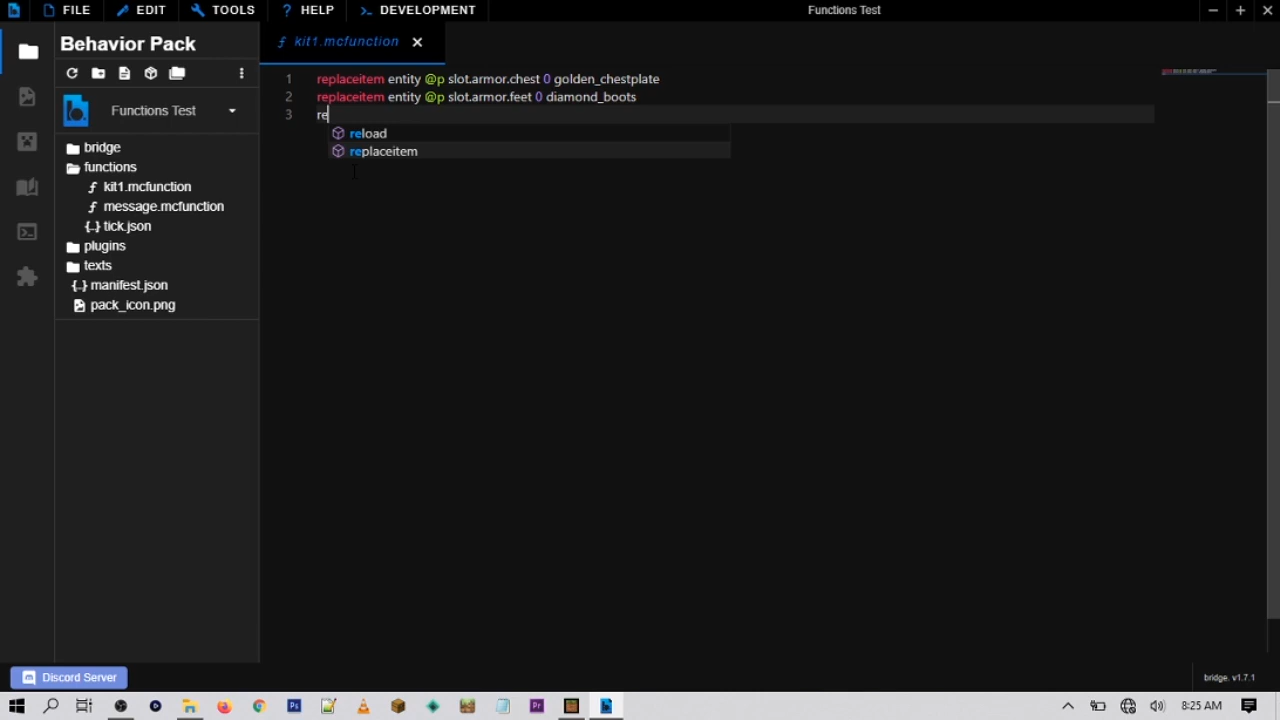 FILE EDIT TOOLS ? HELP >_ DEVELOPMENT Functions Test
Behavior Pack
Functions Test
bridge
functions
kit1.mcfunction
message.mcfunction
{..} tick.json
plugins
texts
{..} manifest.json
pack_icon.png
Discord Server
kit1.mcfunction
1 replaceitem entity @p slot.armor.chest 0 golden_chestplate
2 replaceitem entity @p slot.armor.feet 0 diamond_boots
3 re
reload
replaceitem
bridge. v1.7.1
8:25 AM